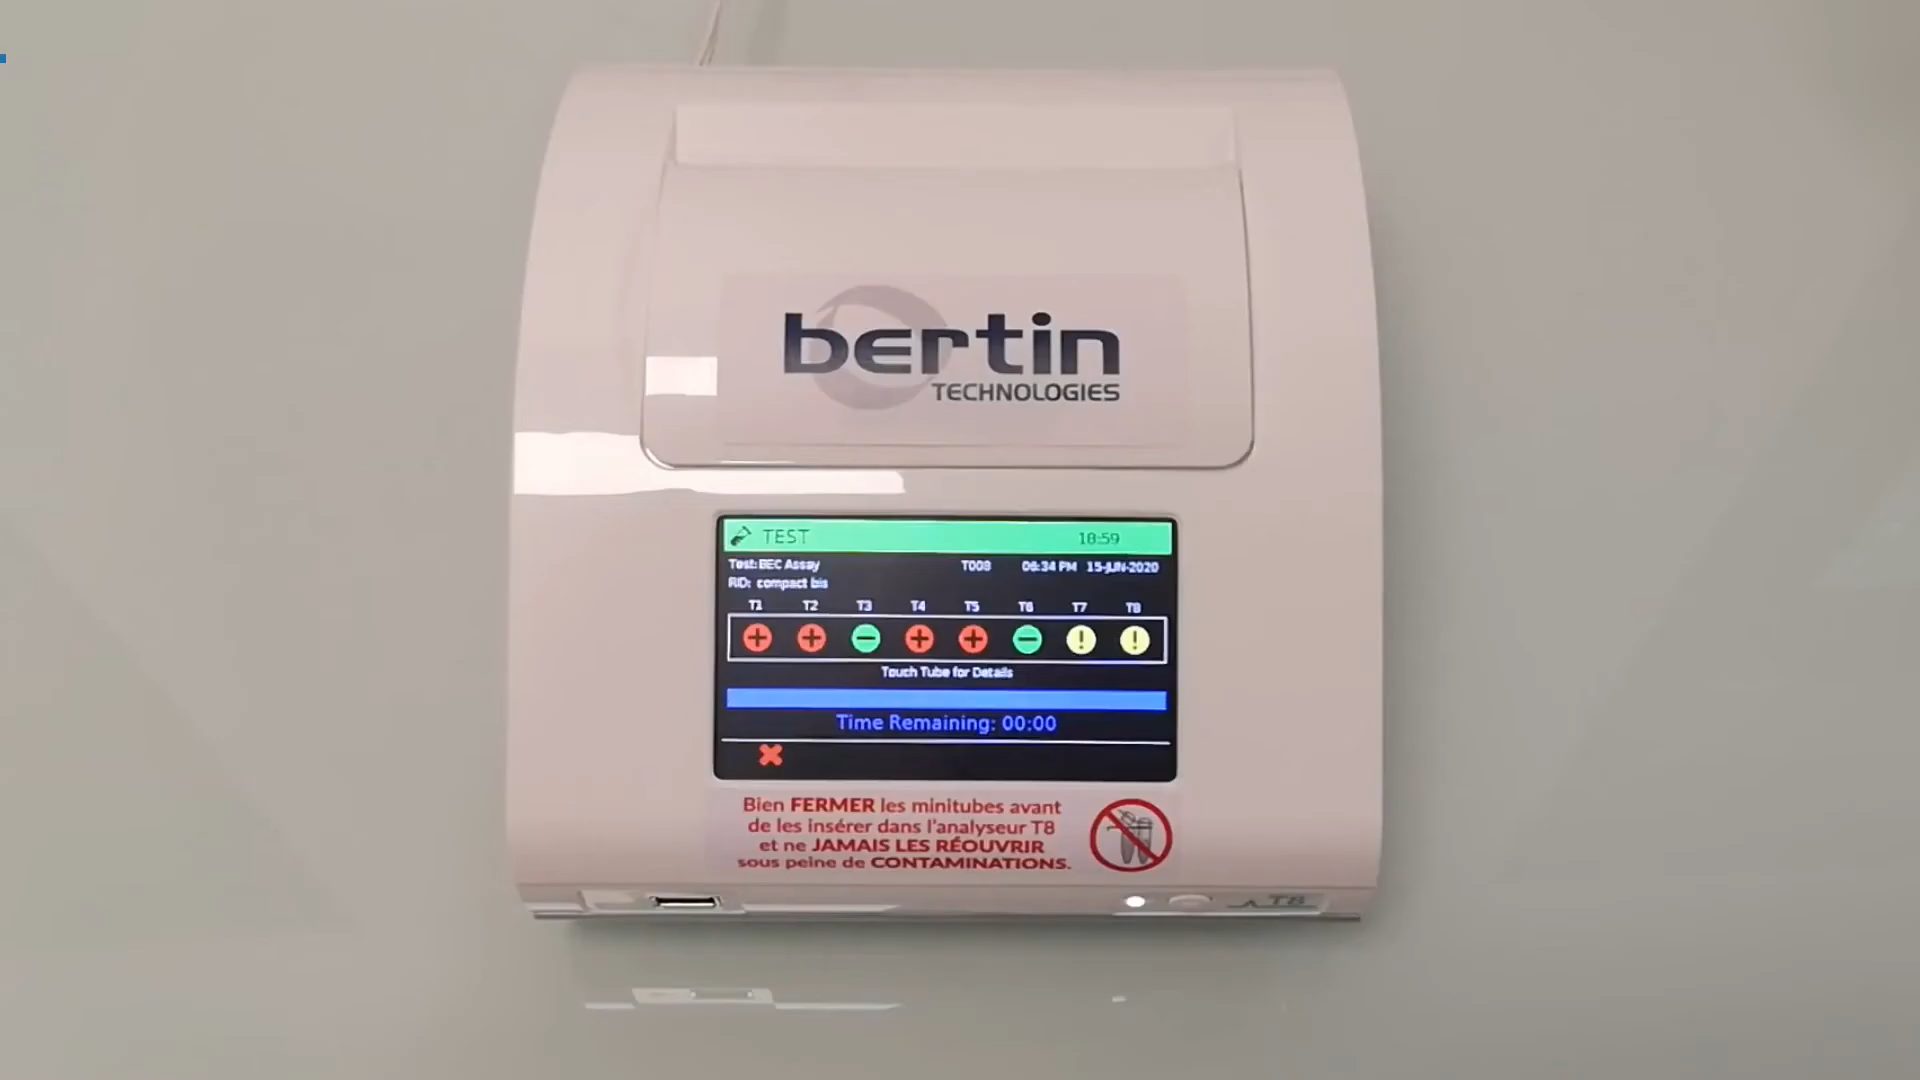 bertin
TECHNOLOGIES
TEST 18:59
Test: BEC Assay T008 06:34 PM 15-JUN-2020
RID: compact bis
T1 T2 T3 T4 T5 T6 T7 T8
Touch Tube for Details
Time Remaining: 00:00
Bien FERMER les minitubes avant
de les insérer dans l'analyseur T8
et ne JAMAIS LES RÉOUVRIR
sous peine de CONTAMINATIONS.
T8